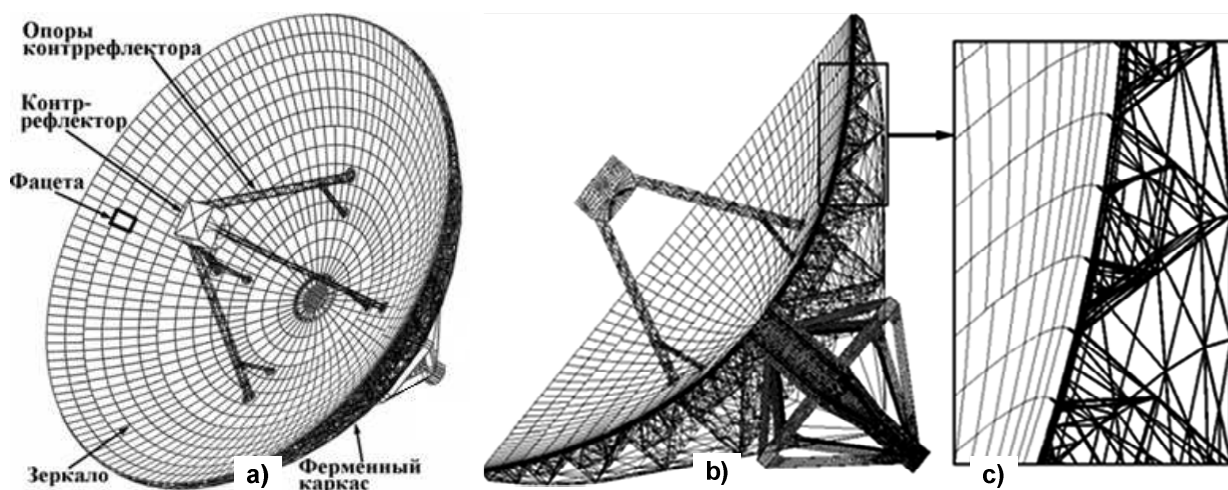 Опоры
контррефлектора
Контр-
рефлектор
Фацета
Зеркало
a)
Ферменный
каркас
b)
c)